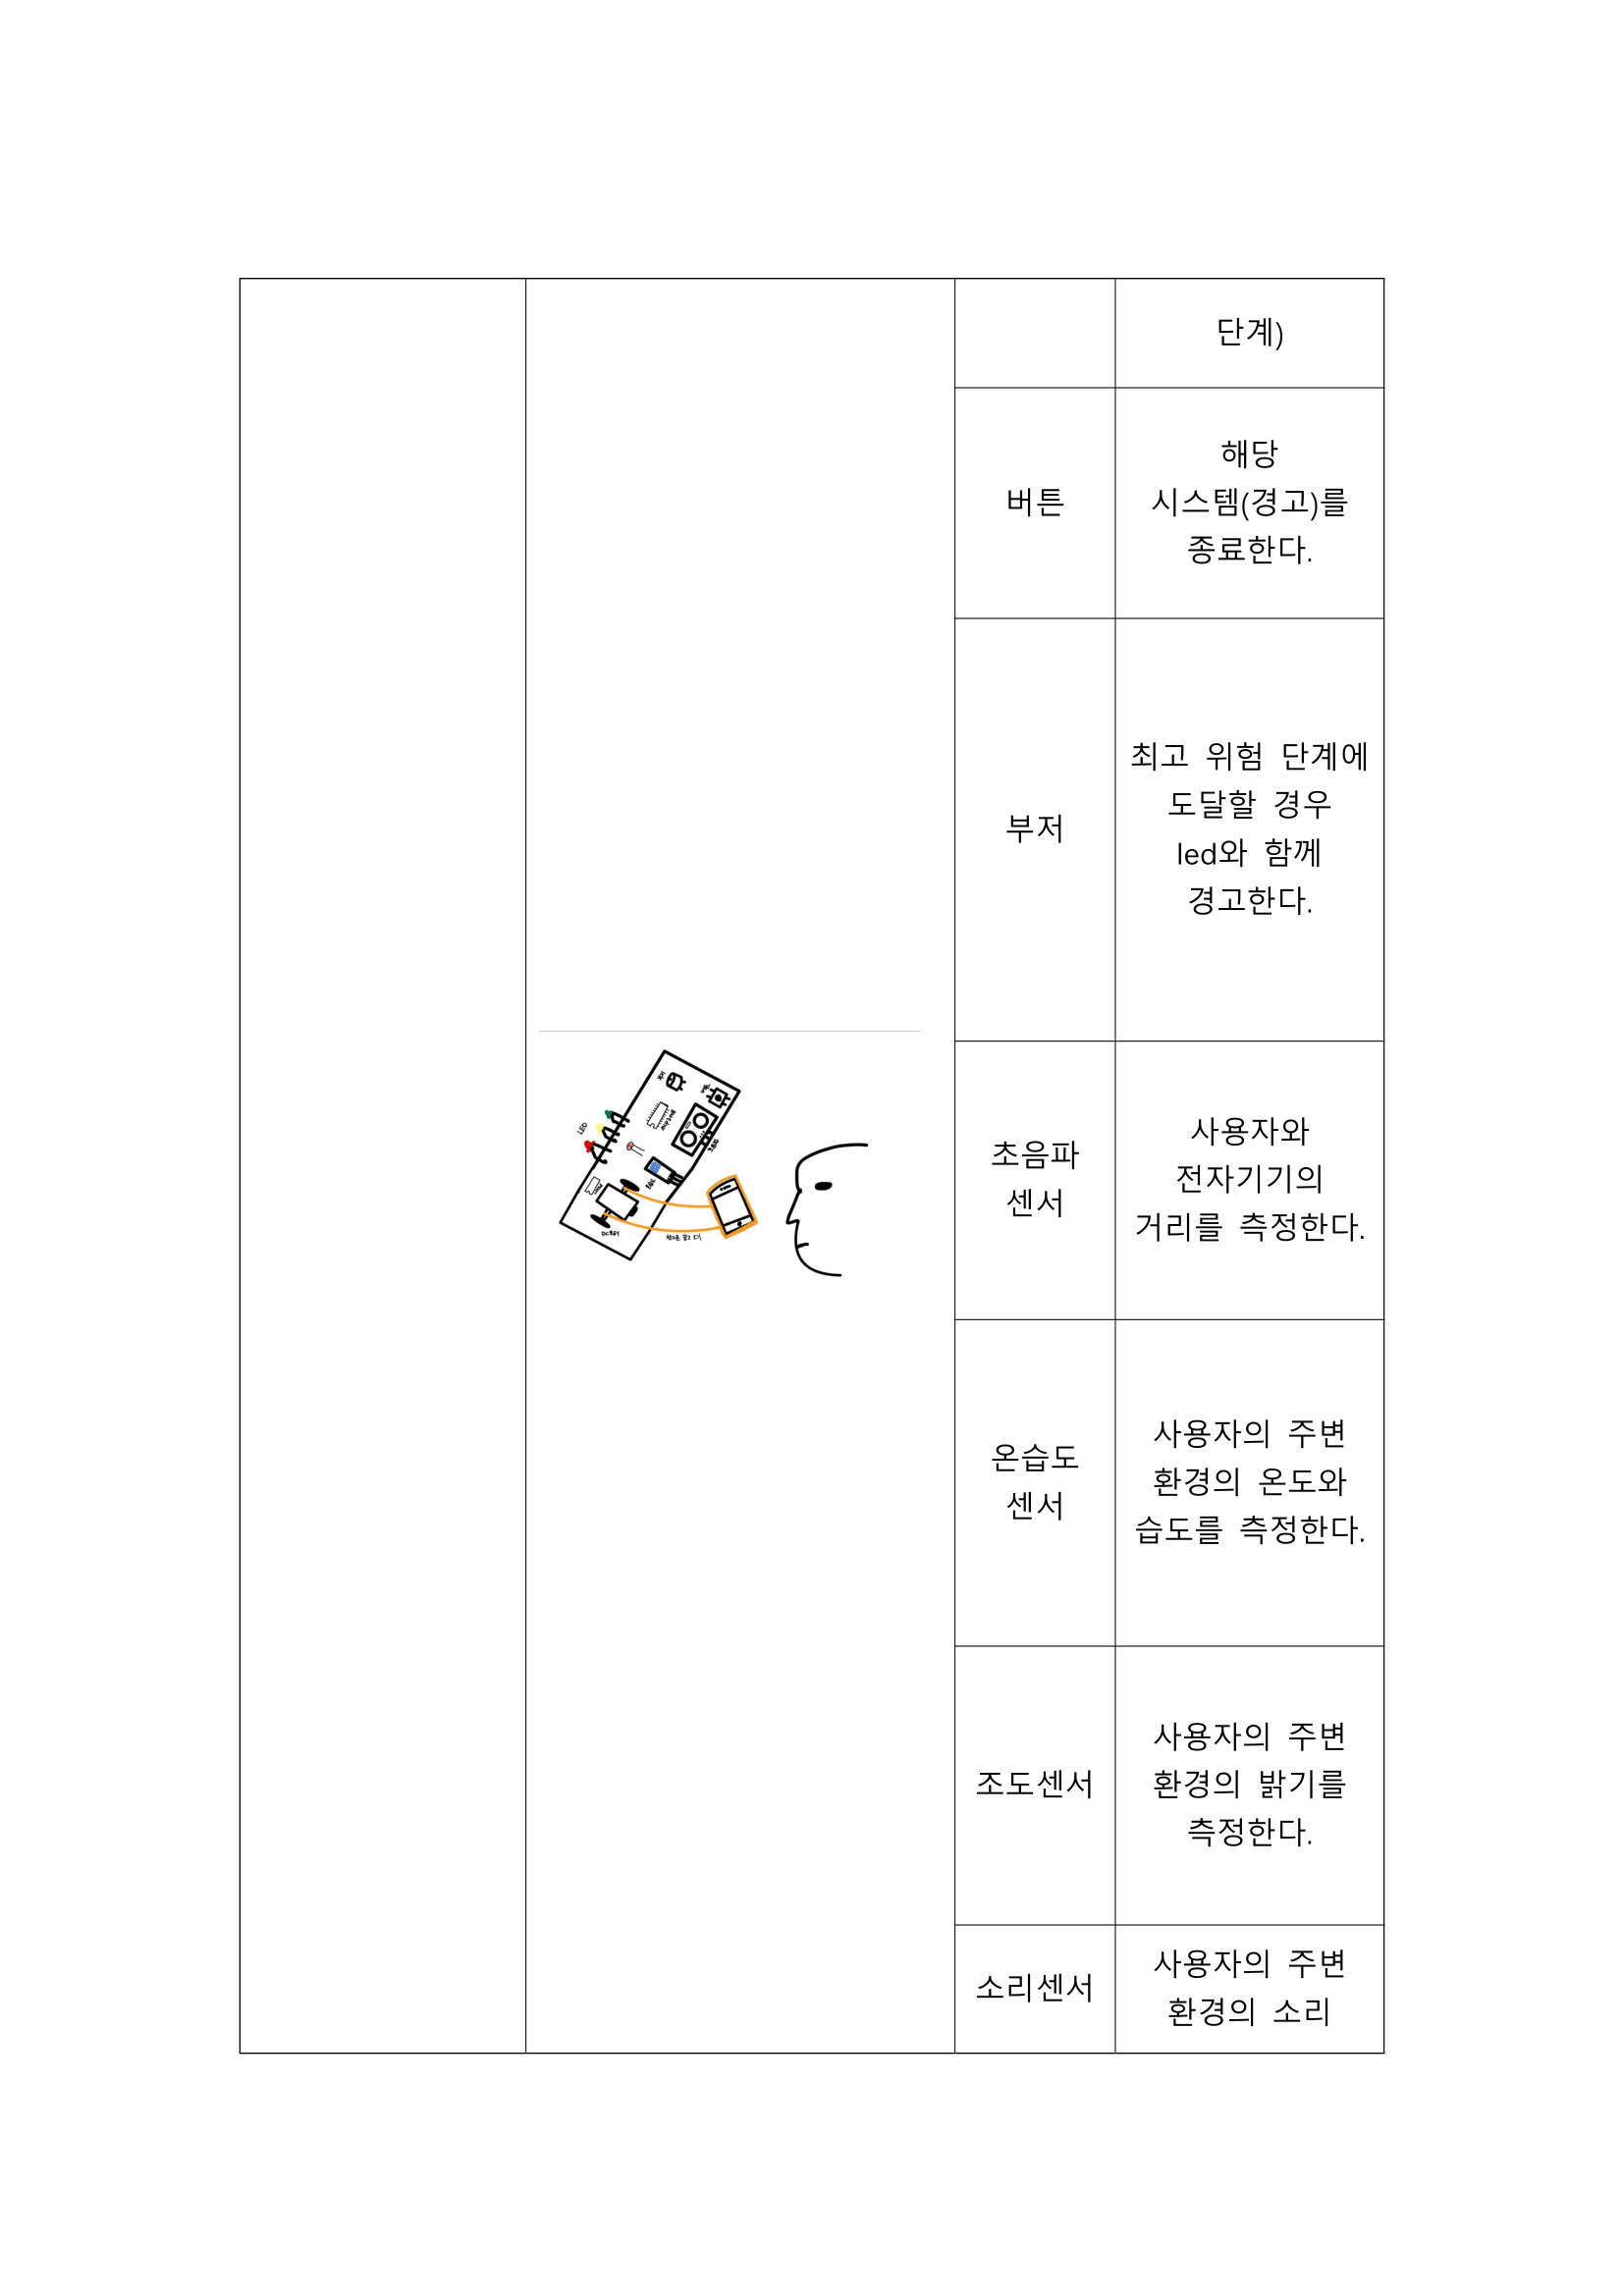 단계)
버튼
해당
시스템(경고)를
종료한다.
부저
최고 위험 단계에
도달할 경우
led와 함께
경고한다.
LED
부저
DC모터
초음파
센서
사용자와
전자기기의
거리를 측정한다.
온습도
센서
사용자의 주변
환경의 온도와
습도를 측정한다.
조도센서
사용자의 주변
환경의 밝기를
측정한다.
소리센서
사용자의 주변
환경의 소리